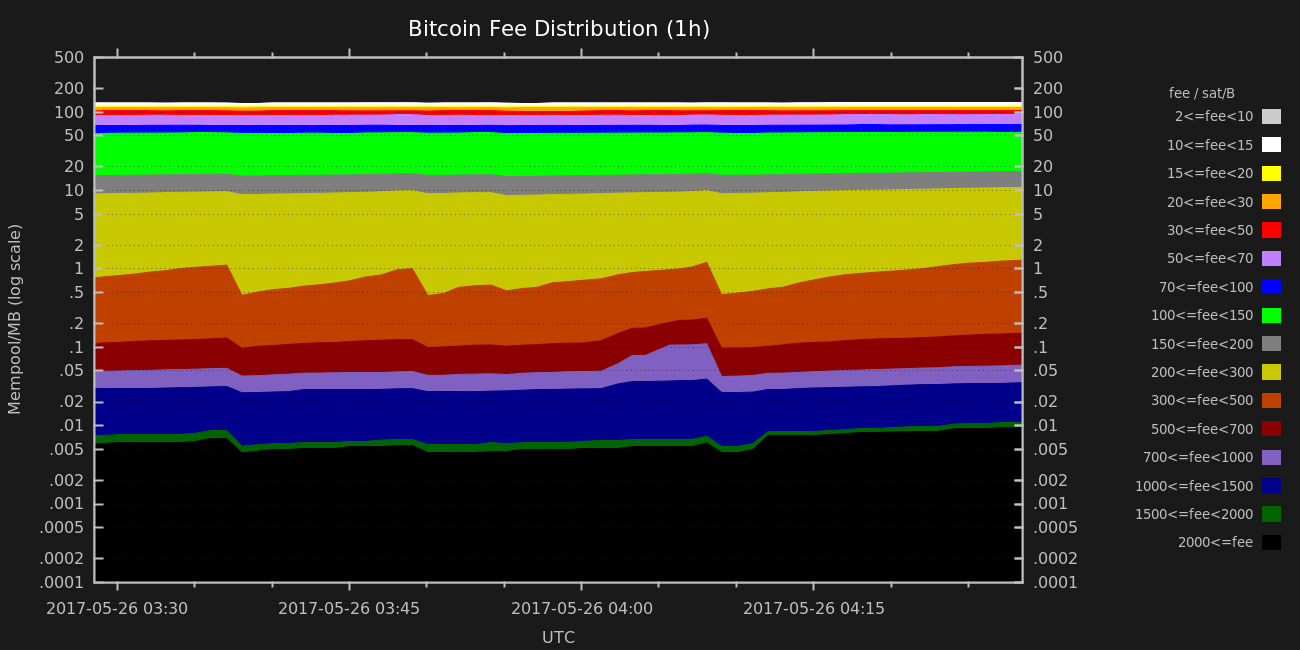 Bitcoin Fee Distribution (1h)
500
200
100
50
20
10
5
2
1
.5
.2
.1
.05
.02
.01
.005
.002
.001
.0005
.0002
.0001
Mempool/MB (log scale)
500
200
100
50
20
10
5
2
1
.5
.2
.1
.05
.02
.01
.005
.002
.001
.0005
.0002
.0001
2017-05-26 03:30
2017-05-26 03:45
2017-05-26 04:00
2017-05-26 04:15
UTC
fee / sat/B
2<=fee<10
10<=fee<15
15<=fee<20
20<=fee<30
30<=fee<50
50<=fee<70
70<=fee<100
100<=fee<150
150<=fee<200
200<=fee<300
300<=fee<500
500<=fee<700
700<=fee<1000
1000<=fee<1500
1500<=fee<2000
2000<=fee